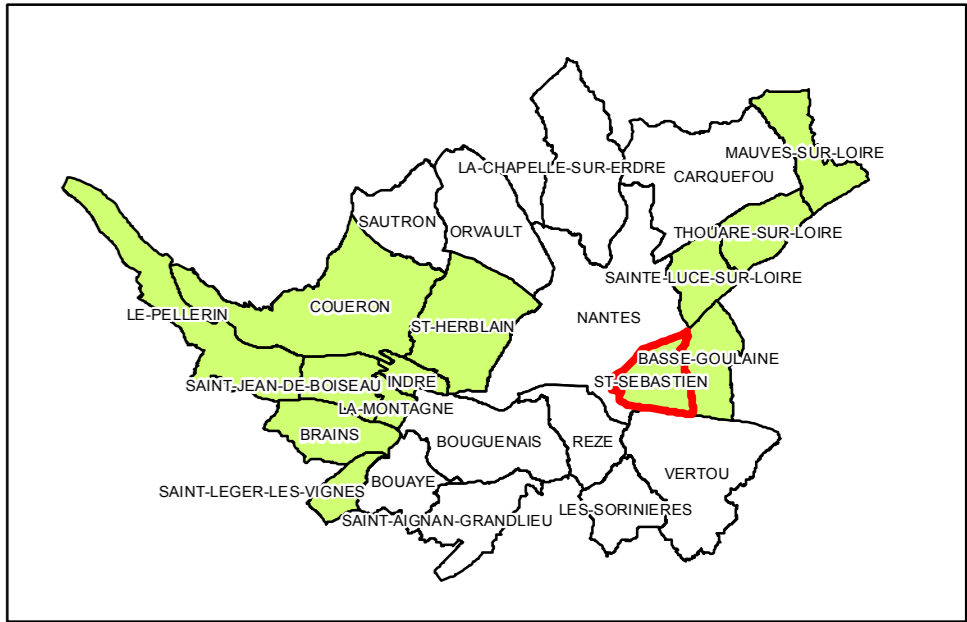 MAUVES-SUR-LOIRE
LA-CHAPELLE-SUR-ERDRE
CARQUEFOU
SAUTRON
ORVAULT
THOUARE-SUR-LOIRE
SAINTE-LUCE-SUR-LOIRE
COUERON
LE-PELLERIN
NANTES
ST-HERBLAIN
BASSE-GOULAINE
SAINT-JEAN-DE-BOISEAU
INDRE
ST-SEBASTIEN
LA-MONTAGNE
BRAINS
BOUGUENAIS
REZE
VERTOU
BOUAYE
SAINT-LEGER-LES-VIGNES
LES-SORINIERES
SAINT-AIGNAN-GRANDLIEU